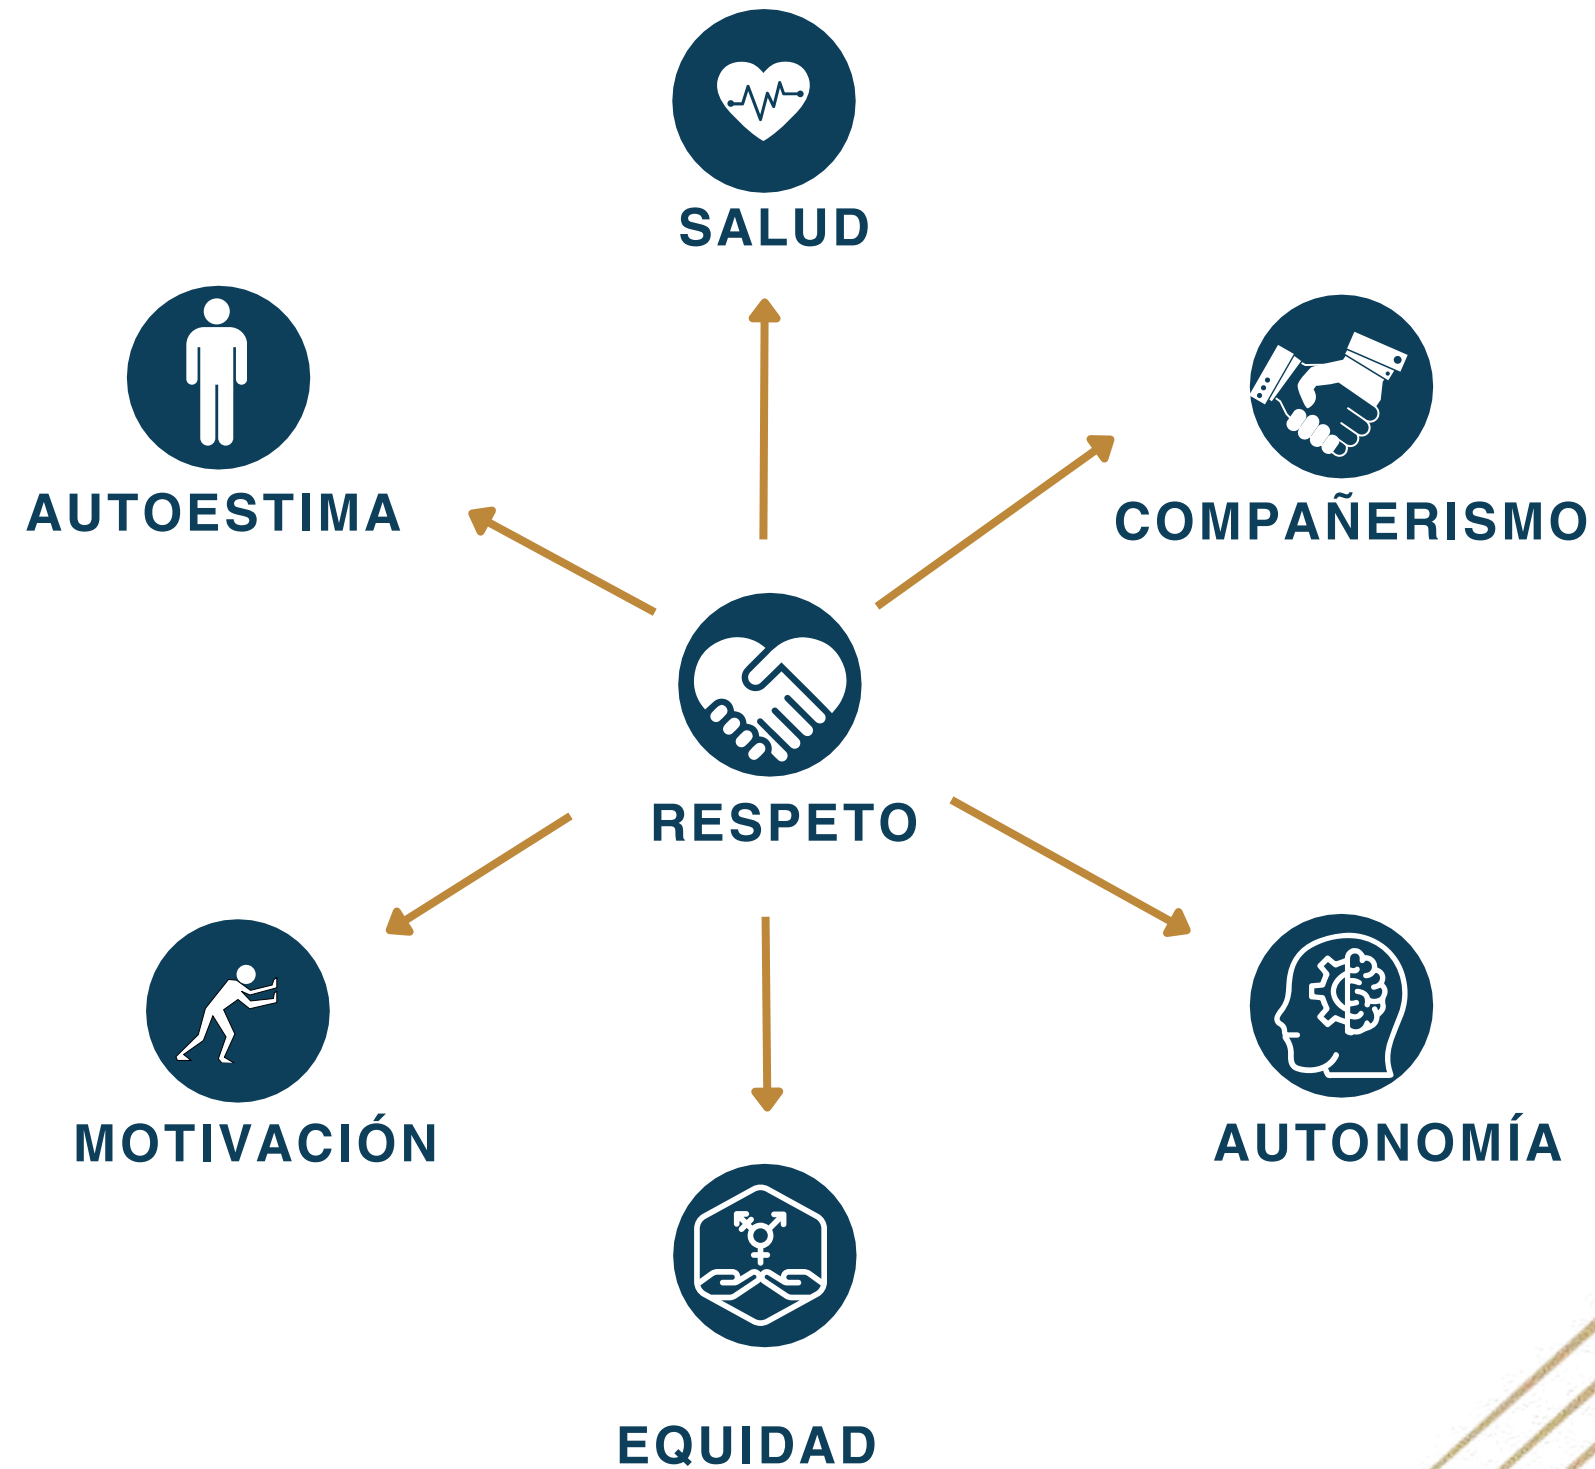 SALUD
AUTOESTIMA
COMPAÑERISMO
RESPETO
MOTIVACIÓN
AUTONOMÍA
EQUIDAD